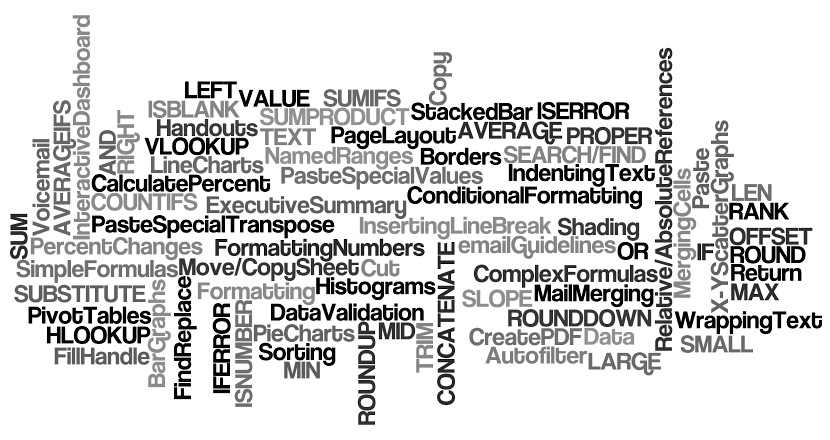 InteractiveDashboard
Copy
LEFT
VALUE
SUMIFS
ISBLANK
SUMPRODUCT
StackedBar
ISERROR
Relative/AbsoluteReferences
Voicemail
AVERAGEIFS
AND
RIGHT
Handouts
TEXT
PageLayout
AVERAGE
PROPER
VLOOKUP
LineCharts
NamedRanges
Borders
SEARCH/FIND
Paste
X-YScatterGraphs
CalculatePercent
PasteSpecialValues
IndentingText
MergingCells
LEN
COUNTIFS
ExecutiveSummary
ConditionalFormatting
RANK
SUM
PasteSpecialTranspose
InsertingLineBreak
Shading
OFFSET
PercentChanges
FormattingNumbers
emailGuidelines
OR
IF
ROUND
SimpleFormulas
Move/CopySheet
Cut
CONCATENATE
ComplexFormulas
Return
SUBSTITUTE
BarGraphs
FindReplace
Formatting
Histograms
SLOPE
MailMerging
MAX
PivotTables
IFERROR
ISNUMBER
DataValidation
ROUNDDOWN
WrappingText
HLOOKUP
PieCharts
ROUNDUP
MID
TRIM
CreatePDF
Data
SMALL
FillHandle
Sorting
Autofilter
LARGE
MIN